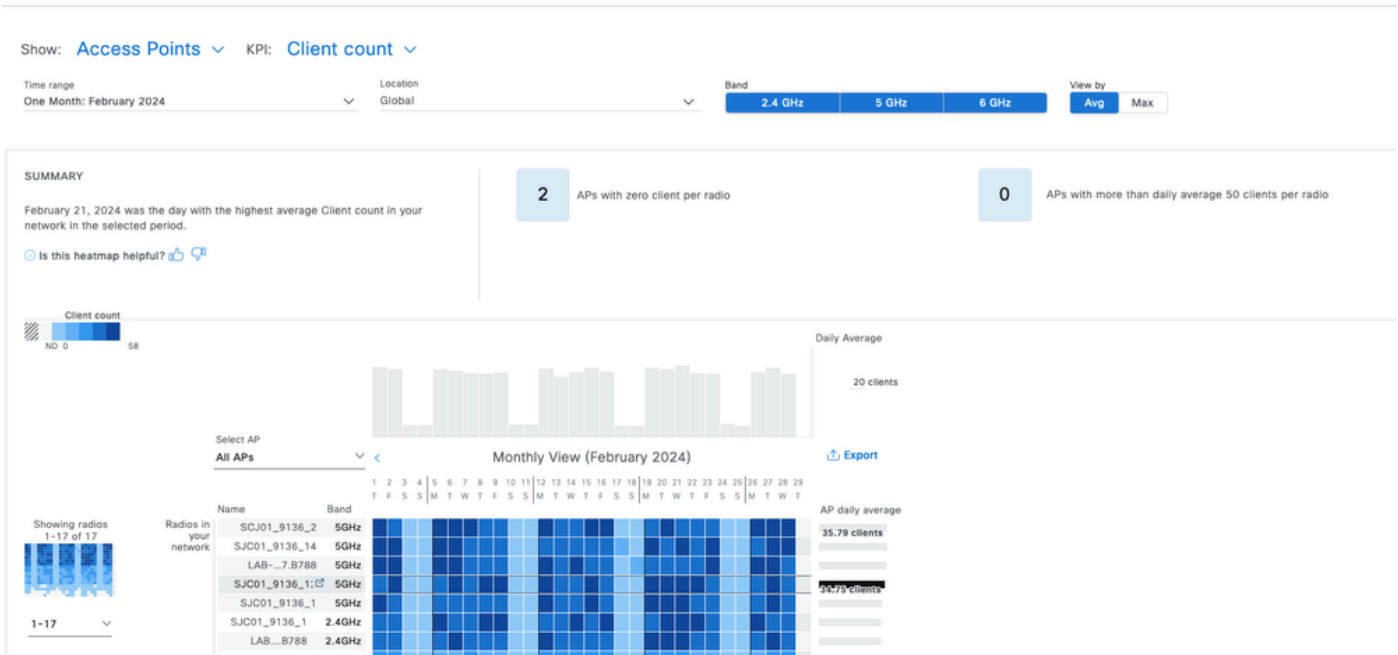 Show: Access Points KPI: Client count
Time range
One Month: February 2024
Location
Global
Band
2.4 GHz 5 GHz 6 GHz
View by
Avg Max
SUMMARY
February 21, 2024 was the day with the highest average Client count in your
network in the selected period.
Is this heatmap helpful?
2 APs with zero client per radio
0 APs with more than daily average 50 clients per radio
Client count
ND 0 58
Daily Average
20 clients
Select AP
All APs
Monthly View (February 2024)
Export
1 2 3 4 5 6 7 8 9 10 11 12 13 14 15 16 17 18 19 20 21 22 23 24 25 26 27 28 29
T F S S M T W T F S S M T W T F S S M T W T F S S M T W T
Name Band
AP daily average
Showing radios
1-17 of 17
1-17
Radios in
your
network
SCJ01_9136_2 5GHz 35.79 clients
SJC01_9136_14 5GHz
LAB-...7.B788 5GHz
SJC01_9136_1: 5GHz 34.75 clients
SJC01_9136_1 5GHz
SJC01_9136_1 2.4GHz
LAB....B788 2.4GHz